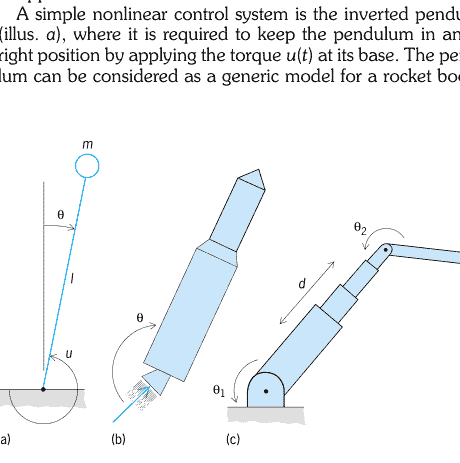 A simple nonlinear control system is the inverted pendu
(illus. a), where it is required to keep the pendulum in an
right position by applying the torque u(t) at its base. The pe
lum can be considered as a generic model for a rocket boo
m
θ
l
u
a)
θ
(b)
θ2
d
θ1
(c)